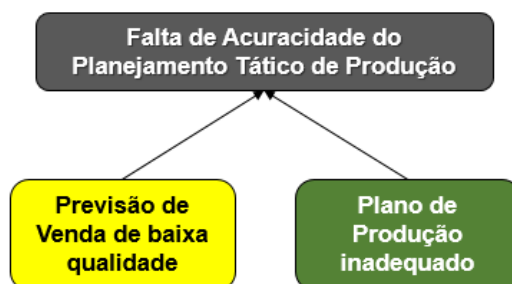 Falta de Acuracidade do
Planejamento Tático de Produção
Previsão de
Venda de baixa
qualidade
Plano de
Produção
inadequado